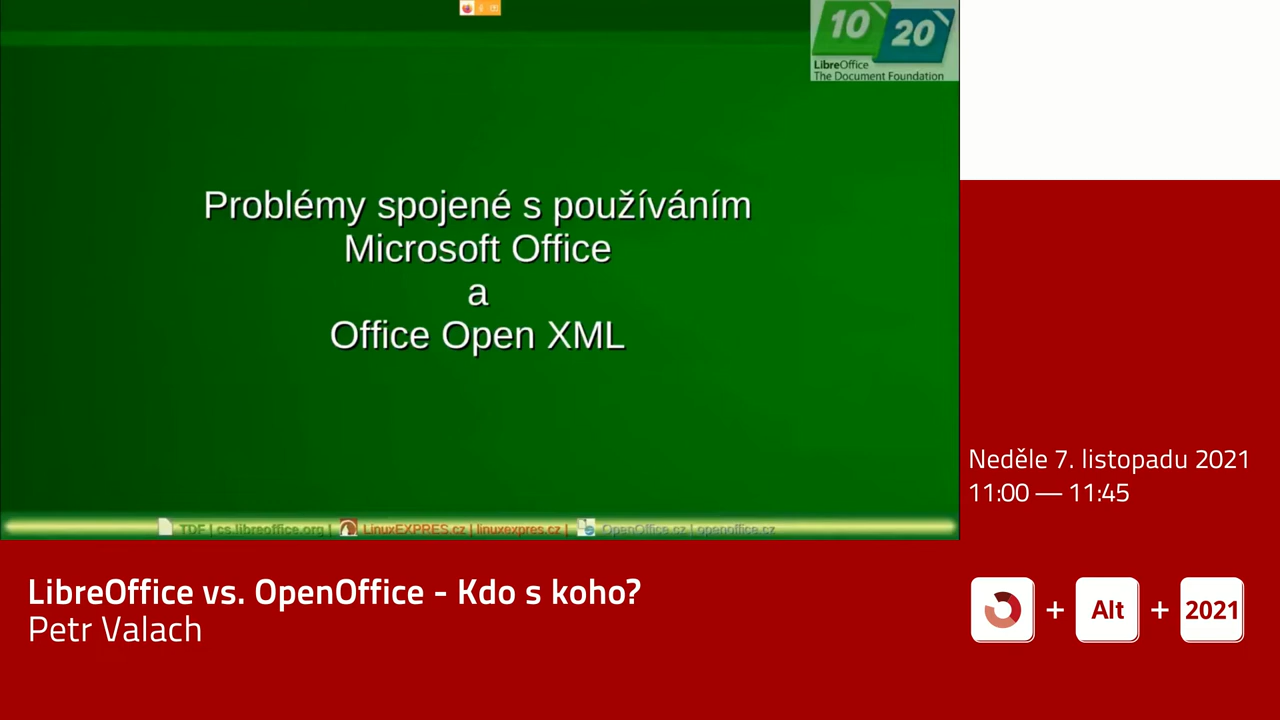 10
20
LibreOffice
The Document Foundation
Problémy spojené s používáním
Microsoft Office
a
Office Open XML
TDF | cs.libreoffice.org | LinuxEXPRES.cz | linuxexpres.cz | OpenOffice.cz | openoffice.cz
Neděle 7. listopadu 2021
11:00 — 11:45
LibreOffice vs. OpenOffice - Kdo s koho?
Petr Valach
+ Alt + 2021